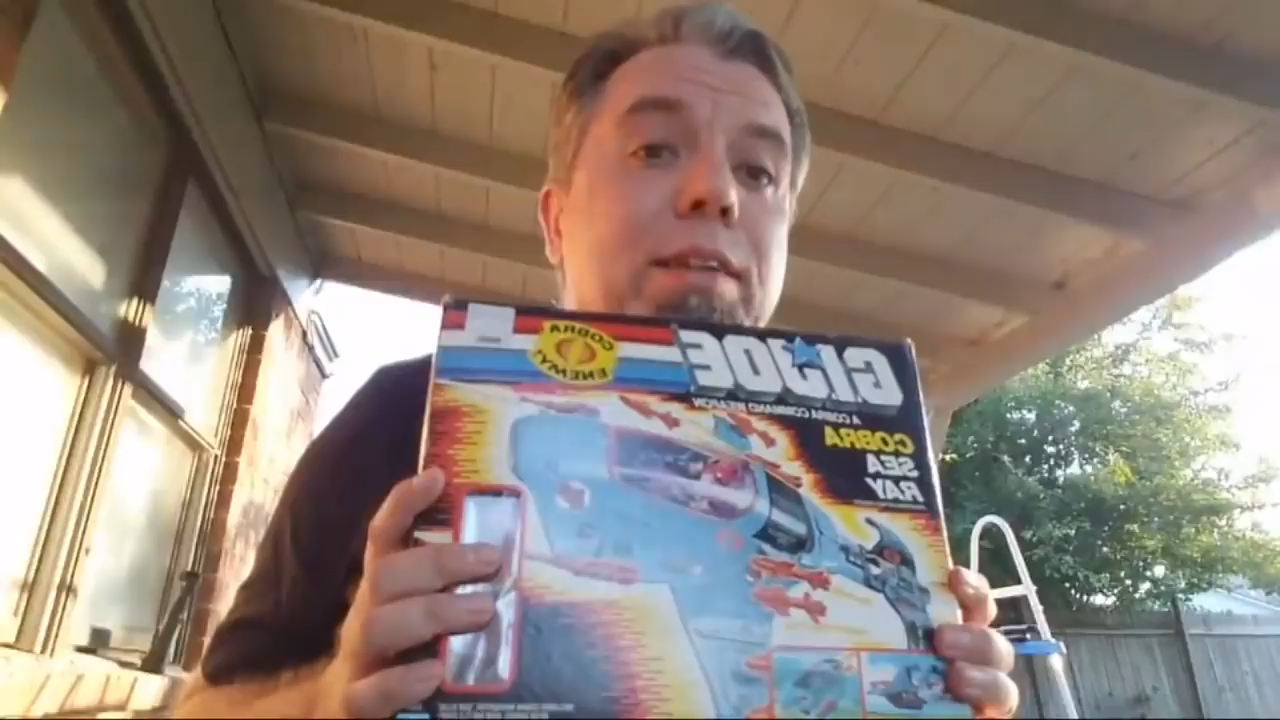 G.I.JOE
COBRA
ENEMY
A COBRA COMMAND WEAPON
COBRA
SEA
RAY